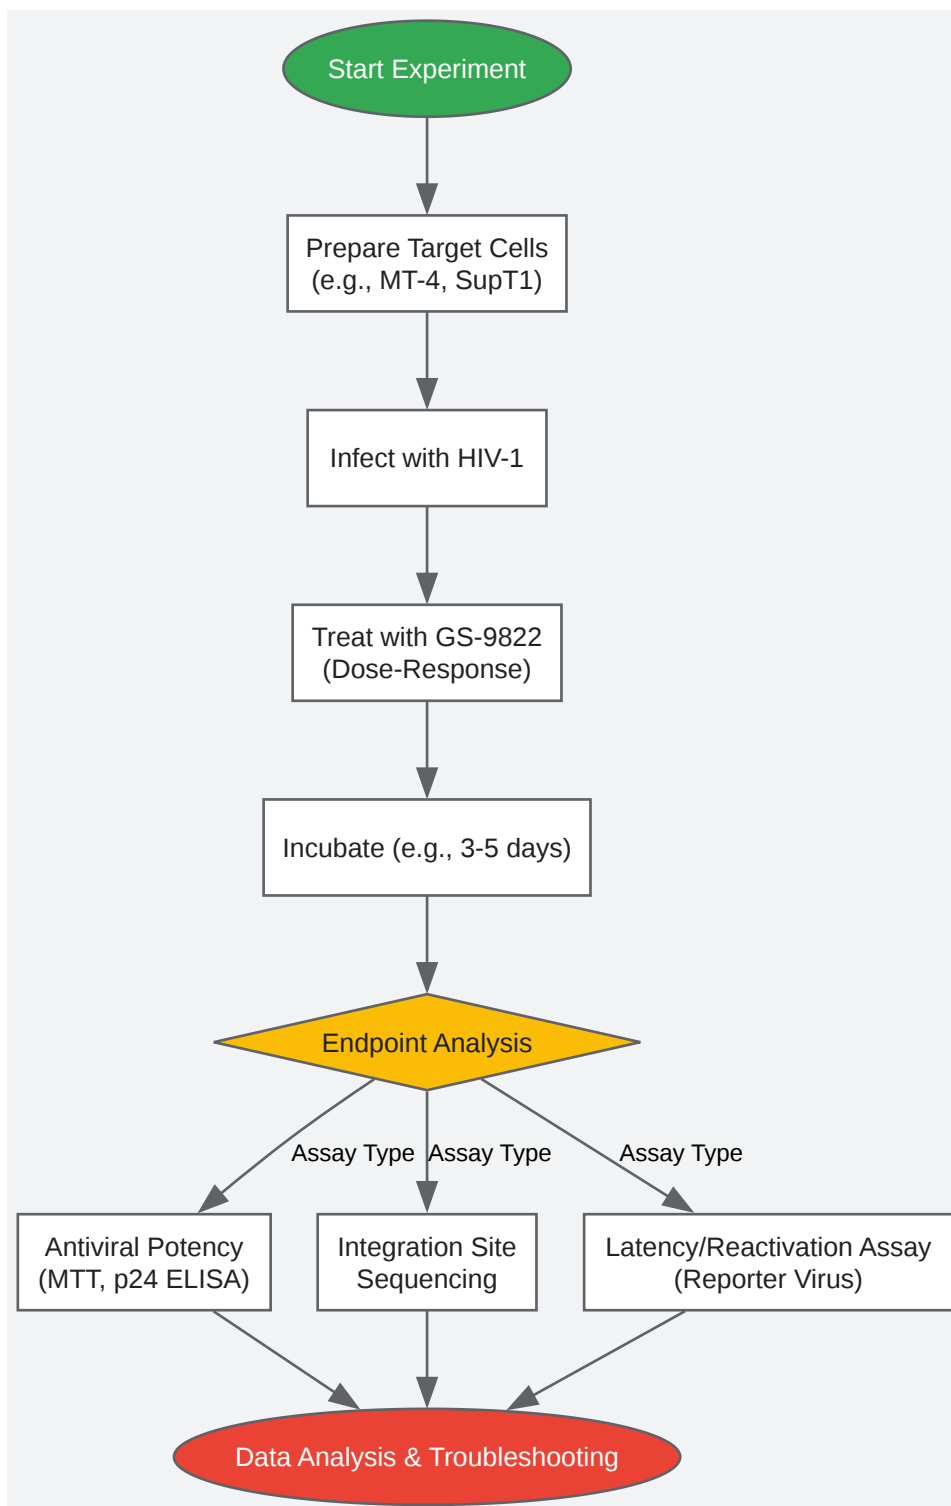 Start Experiment
Prepare Target Cells
(e.g., MT-4, SupT1)
Infect with HIV-1
Treat with GS-9822
(Dose-Response)
Incubate (e.g., 3-5 days)
Endpoint Analysis
Assay Type
Assay Type
Assay Type
Antiviral Potency
(MTT, p24 ELISA)
Integration Site
Sequencing
Latency/Reactivation Assay
(Reporter Virus)
Data Analysis & Troubleshooting